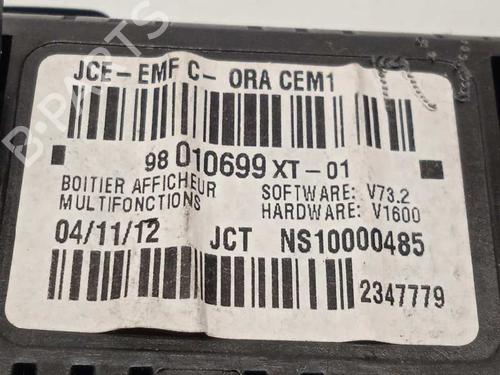 JCE-EMF C- ORA CEM1
98 010699 XT-01
BOITIER AFFICHEUR
MULTIFONCTIONS
SOFTWARE: V73.2
HARDWARE: V1600
04/11/12 JCT NS10000485
2347779
B-PARTS